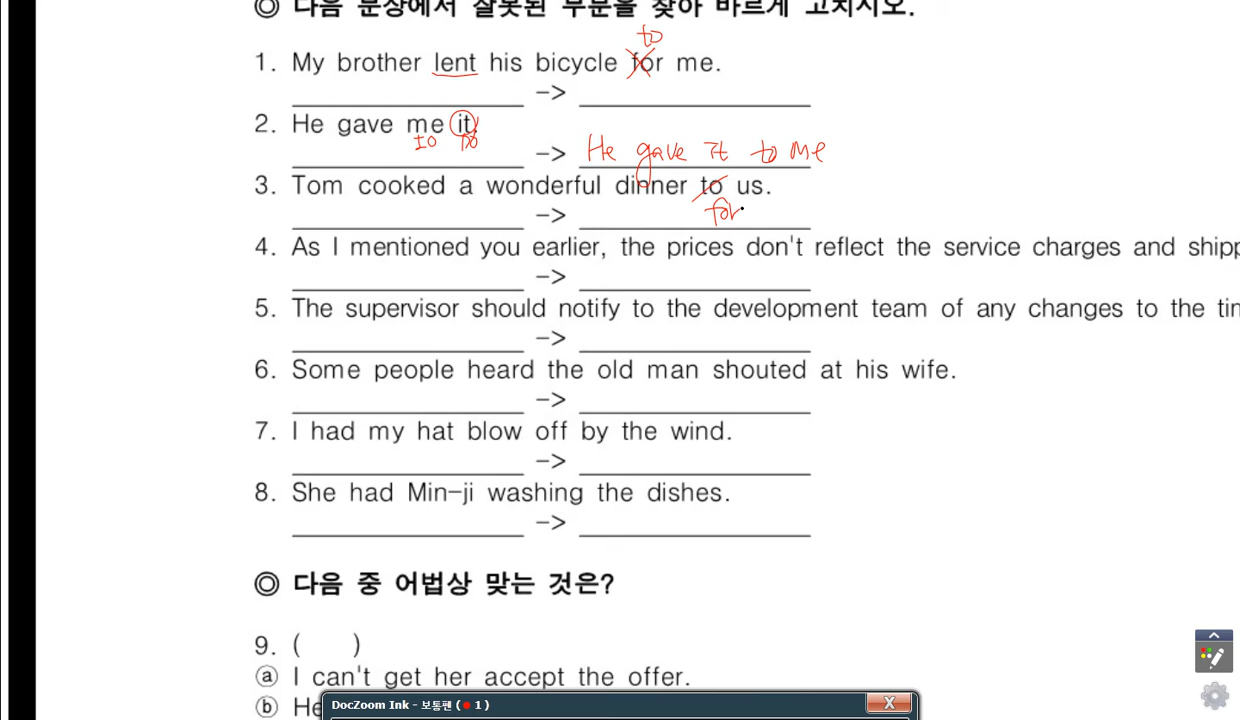 ◎ 다음 문장에서 잘못된 부분을 찾아 바르게 고치시오.
to
1. My brother lent his bicycle for me.
->
2. He gave me it.
IO DO
-> He gave it to me
3. Tom cooked a wonderful dinner to us.
-> for
4. As I mentioned you earlier, the prices don't reflect the service charges and shipp
->
5. The supervisor should notify to the development team of any changes to the tin
->
6. Some people heard the old man shouted at his wife.
->
7. I had my hat blow off by the wind.
->
8. She had Min-ji washing the dishes.
->
◎ 다음 중 어법상 맞는 것은?
9. ( )
ⓐ I can't get her accept the offer.
ⓑ He
DocZoom Ink - 보통펜 ( 1 )
X